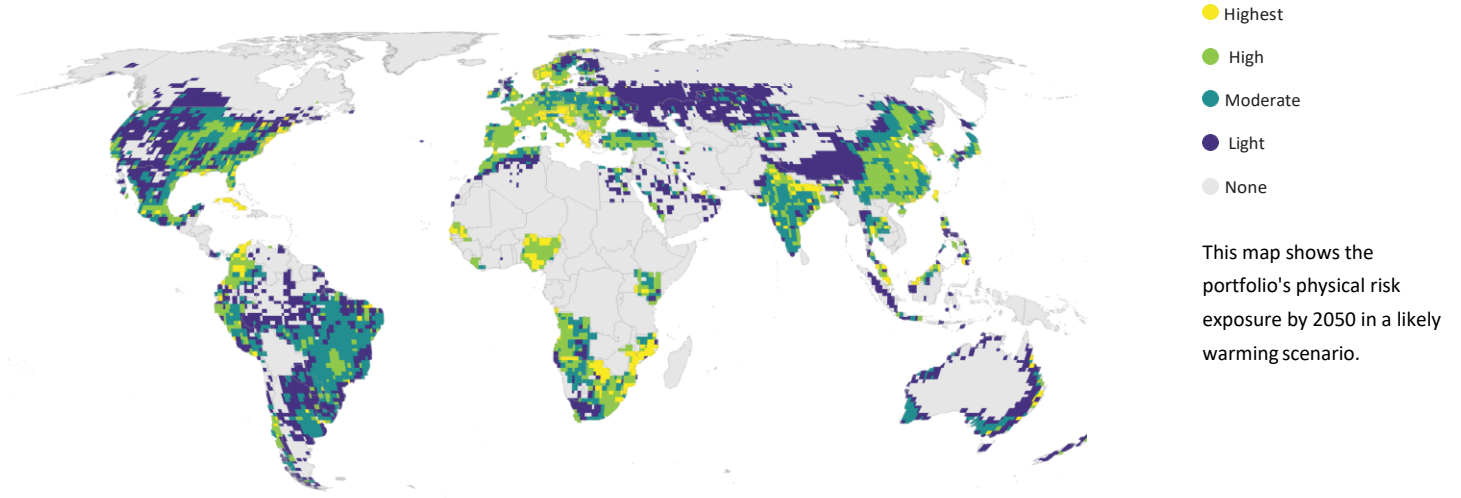 Highest
High
Moderate
Light
None
This map shows the
portfolio's physical risk
exposure by 2050 in a likely
warming scenario.